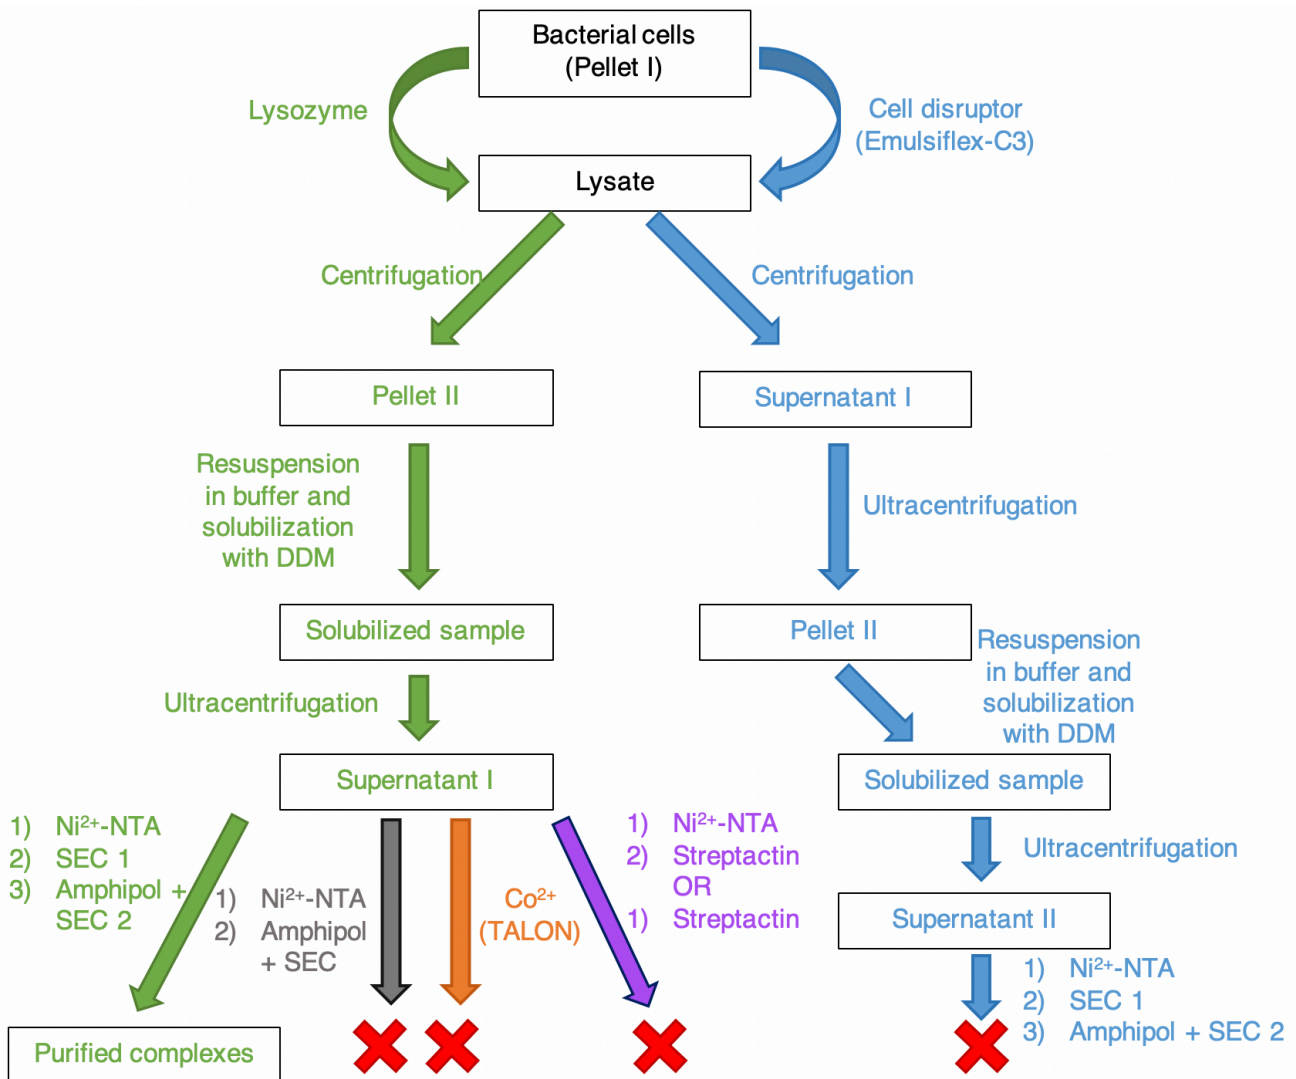 Bacterial cells
(Pellet I)
Lysozyme
Cell disruptor
(Emulsiflex-C3)
Lysate
Centrifugation
Centrifugation
Pellet II
Supernatant I
Resuspension
in buffer and
solubilization
with DDM
Ultracentrifugation
Solubilized sample
Pellet II
Resuspension
in buffer and
solubilization
with DDM
Ultracentrifugation
Supernatant I
Solubilized sample
1) Ni²⁺-NTA
2) SEC 1
3) Amphipol +
SEC 2
1) Ni²⁺-NTA
2) Amphipol
+ SEC
Co²⁺
(TALON)
1) Ni²⁺-NTA
2) Streptactin
OR
1) Streptactin
Ultracentrifugation
Supernatant II
1) Ni²⁺-NTA
2) SEC 1
3) Amphipol + SEC 2
Purified complexes